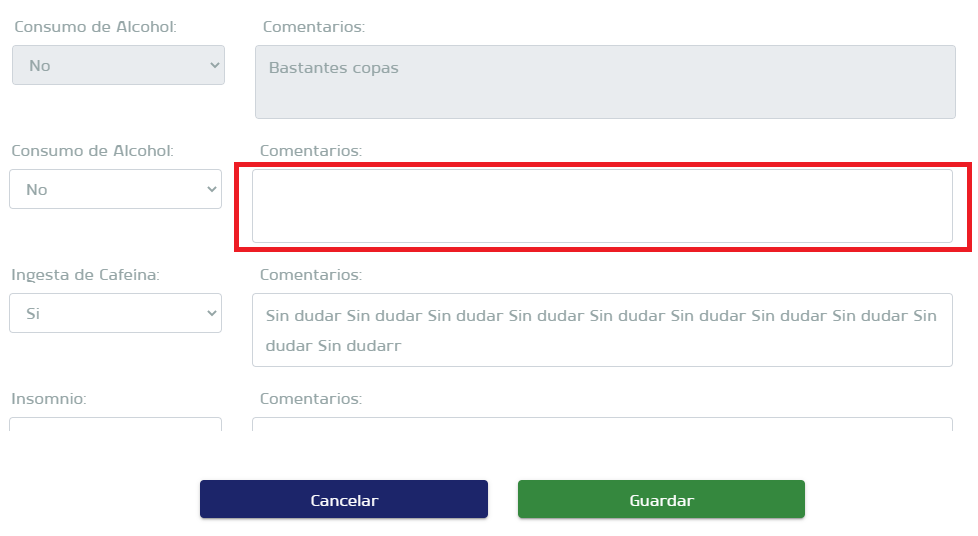 Consumo de Alcohol: Comentarios:
No Bastantes copas
Consumo de Alcohol: Comentarios:
No
Ingesta de Cafeina: Comentarios:
Si Sin dudar Sin dudar Sin dudar Sin dudar Sin dudar Sin dudar Sin dudar Sin dudar Sin
dudar Sin dudarr
Insomnio: Comentarios:
Cancelar Guardar